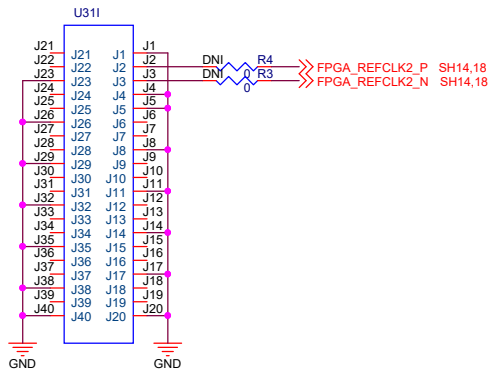 U31I
J21 J21 J1 J1
J22 J22 J2 J2 DNI 0 R4 FPGA_REFCLK2_P SH14,18
J23 J23 J3 J3 DNI 0 R3 FPGA_REFCLK2_N SH14,18
J24 J24 J4 J4
J25 J25 J5 J5
J26 J26 J6 J6
J27 J27 J7 J7
J28 J28 J8 J8
J29 J29 J9 J9
J30 J30 J10 J10
J31 J31 J11 J11
J32 J32 J12 J12
J33 J33 J13 J13
J34 J34 J14 J14
J35 J35 J15 J15
J36 J36 J16 J16
J37 J37 J17 J17
J38 J38 J18 J18
J39 J39 J19 J19
J40 J40 J20 J20
GND GND